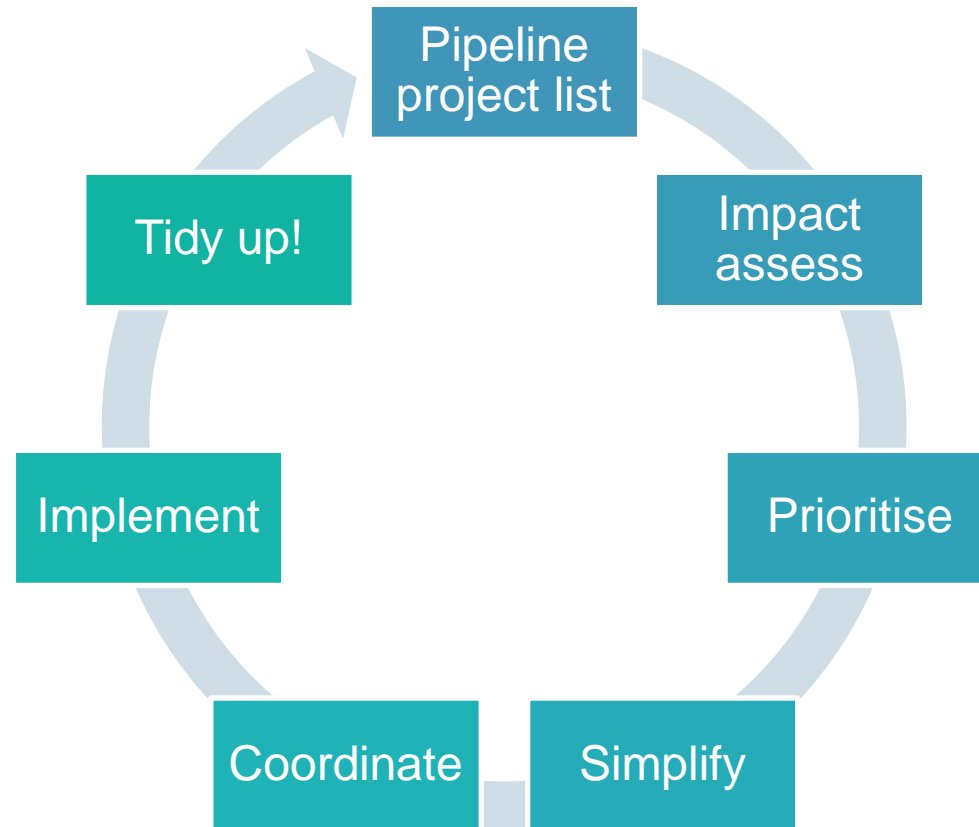 Pipeline
project list
Impact
assess
Prioritise
Simplify
Coordinate
Implement
Tidy up!